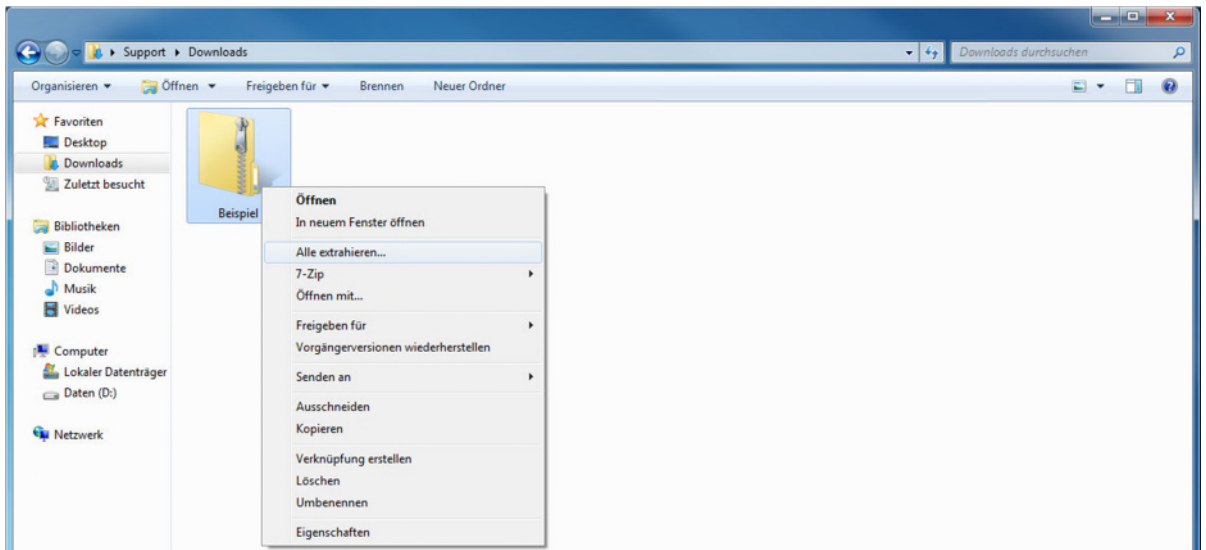 Support ▸ Downloads
Downloads durchsuchen
Organisieren
Öffnen
Freigeben für
Brennen
Neuer Ordner
Favoriten
Desktop
Downloads
Zuletzt besucht
Bibliotheken
Bilder
Dokumente
Musik
Videos
Computer
Lokaler Datenträger
Daten (D:)
Netzwerk
Beispiel
Öffnen
In neuem Fenster öffnen
Alle extrahieren...
7-Zip
Öffnen mit...
Freigeben für
Vorgängerversionen wiederherstellen
Senden an
Ausschneiden
Kopieren
Verknüpfung erstellen
Löschen
Umbenennen
Eigenschaften